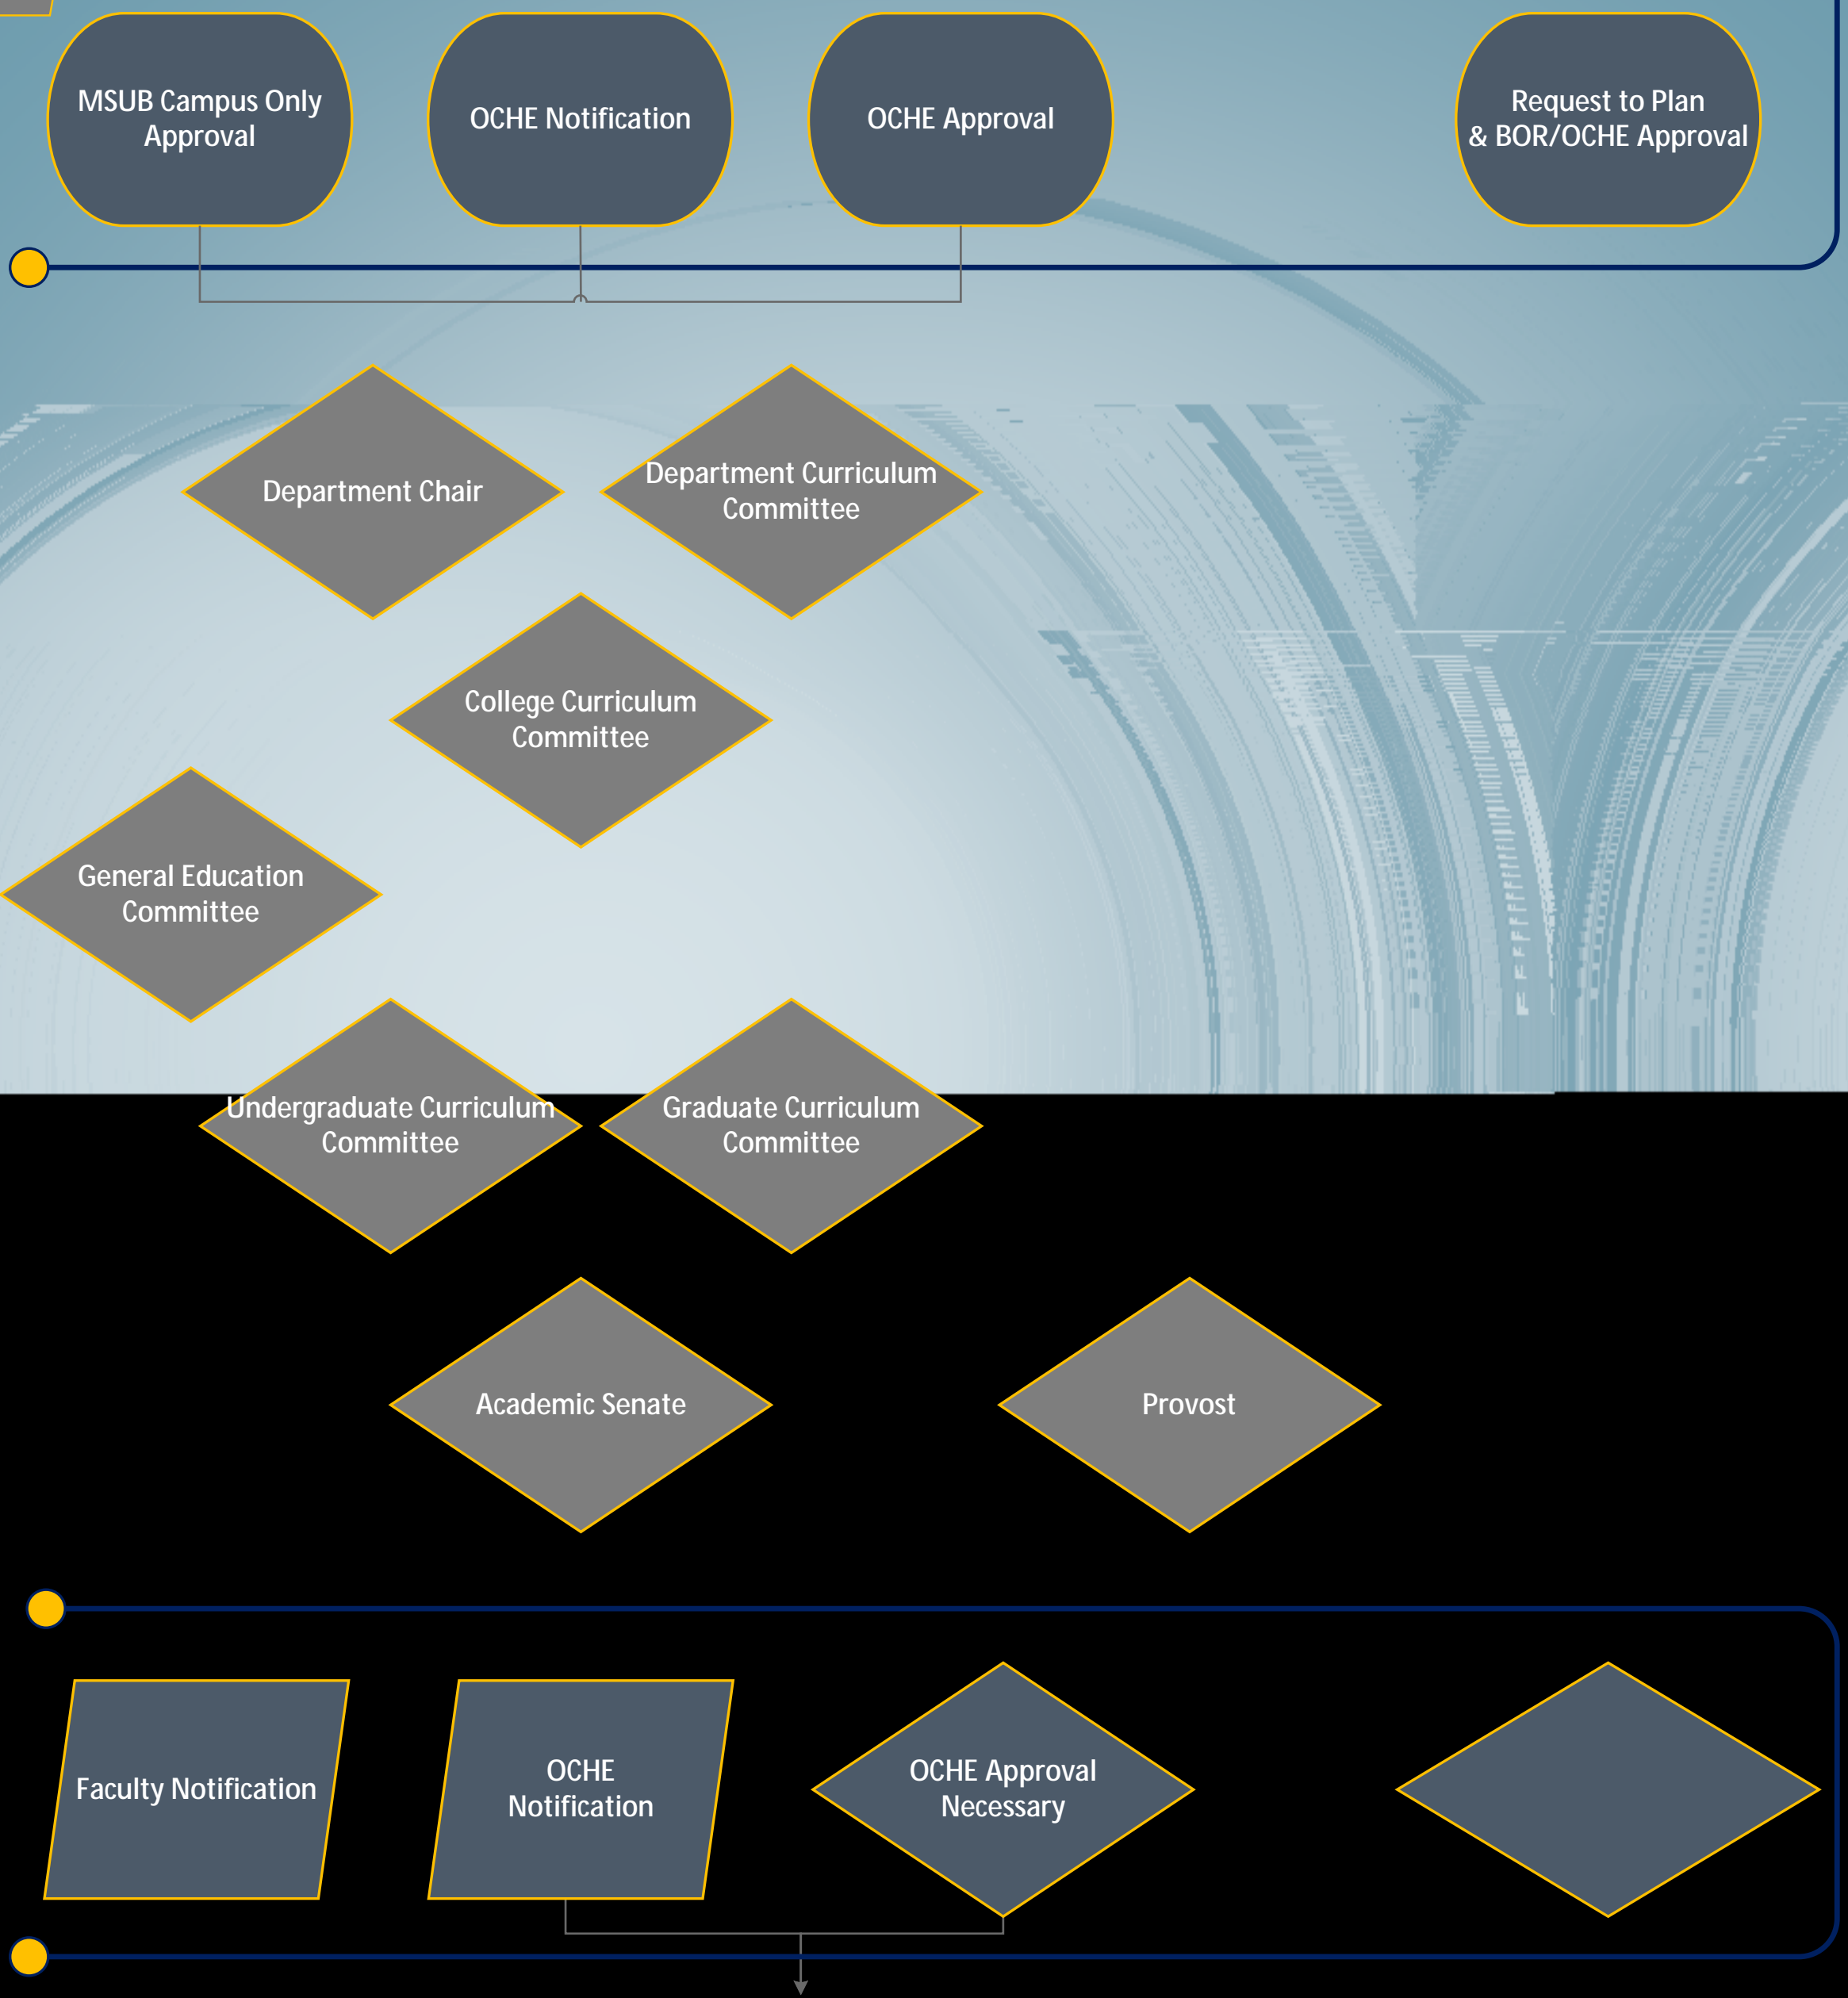 MSUB Campus Only
Approval
OCHE Notification
OCHE Approval
Request to Plan
& BOR/OCHE Approval
Department Chair
Department Curriculum
Committee
College Curriculum
Committee
General Education
Committee
Undergraduate Curriculum
Committee
Graduate Curriculum
Committee
Academic Senate
Provost
Faculty Notification
OCHE
Notification
OCHE Approval
Necessary